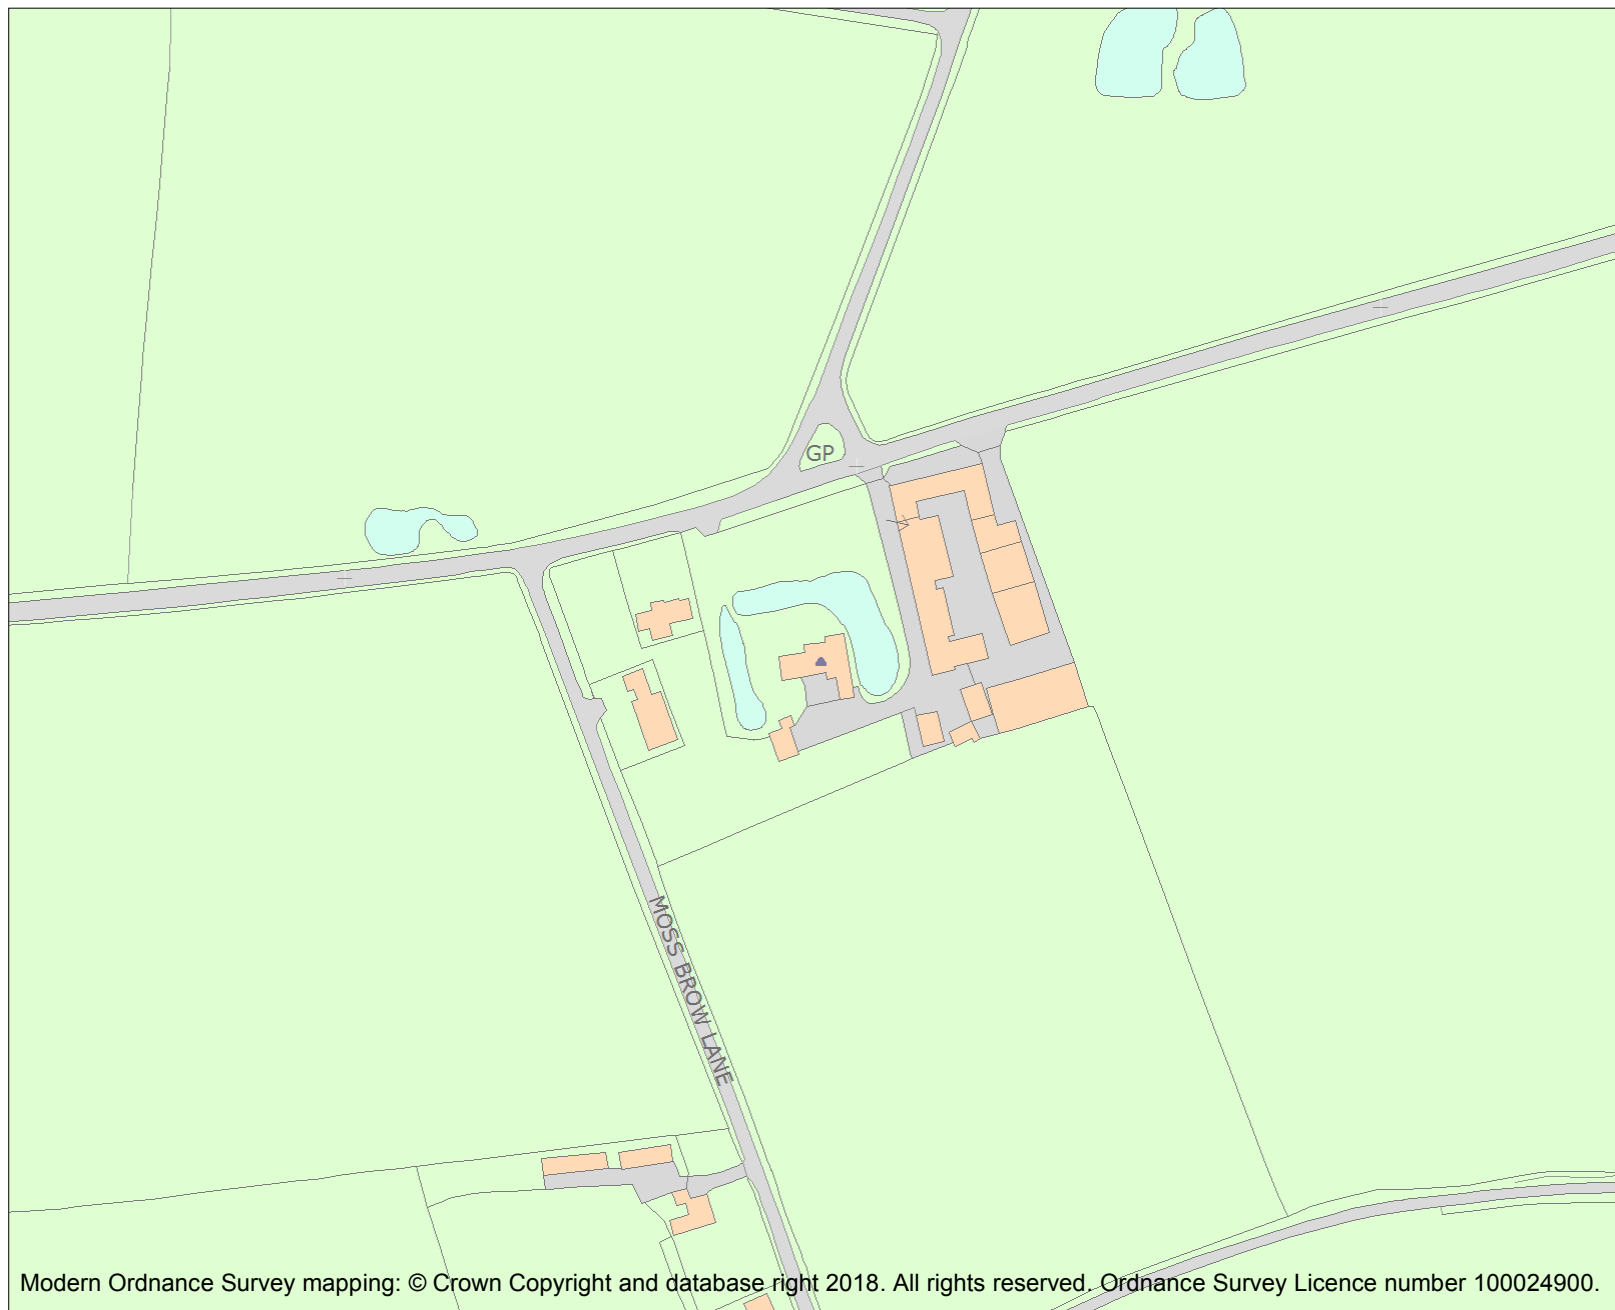 GP
MOSS BROW LANE
Modern Ordnance Survey mapping: © Crown Copyright and database right 2018. All rights reserved. Ordnance Survey Licence number 100024900.